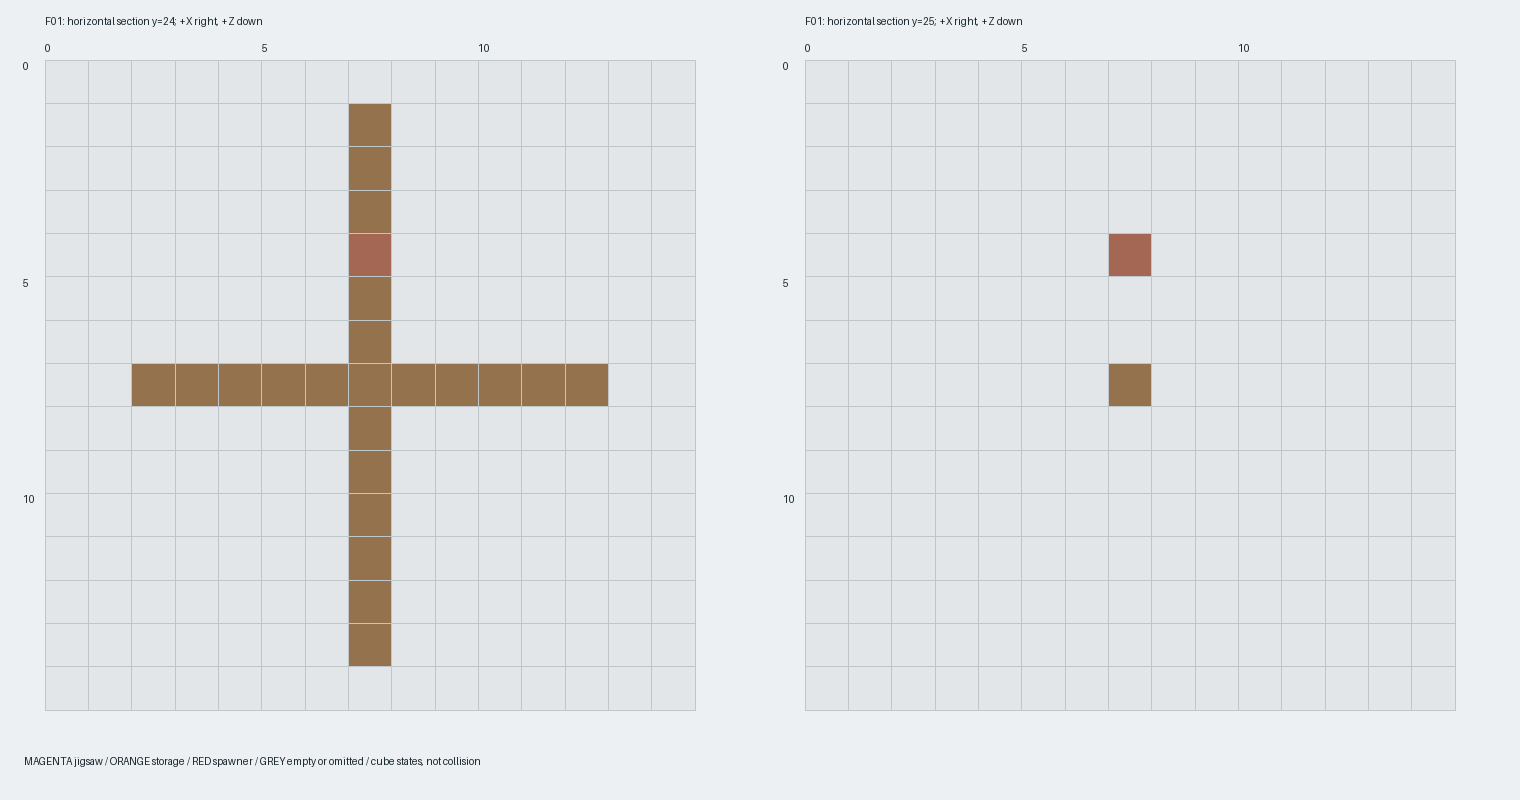 F01: horizontal section y=24; +X right, +Z down
F01: horizontal section y=25; +X right, +Z down
0 5 10
0 5 10
0
0
5
5
10
10
MAGENTA jigsaw / ORANGE storage / RED spawner / GREY empty or omitted / cube states, not collision